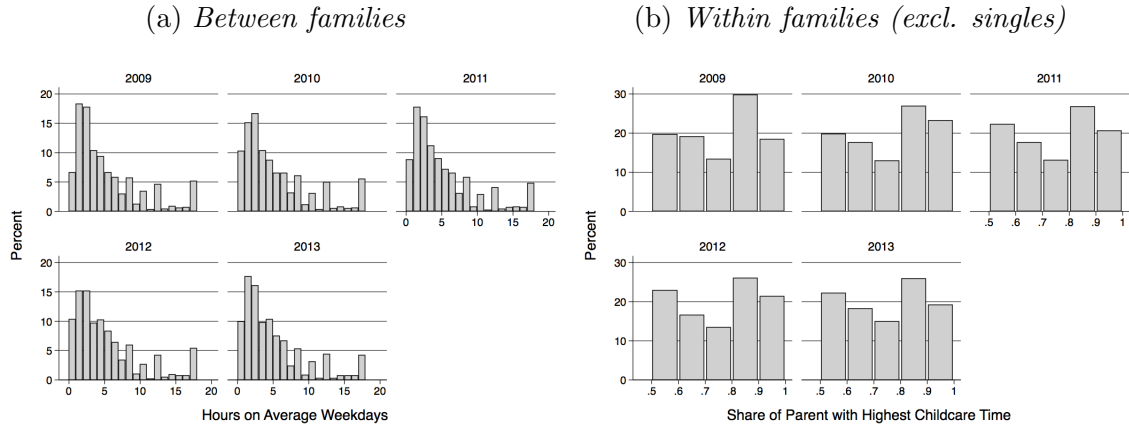 (a) Between families
2009
2010
2011
20
15
10
5
0
0 5 10 15 20
2012
2013
20
15
10
5
0
0 5 10 15 20
0 5 10 15 20
Percent
Hours on Average Weekdays
(b) Within families (excl. singles)
2009
2010
2011
30
20
10
0
.5 .6 .7 .8 .9 1
2012
2013
30
20
10
0
.5 .6 .7 .8 .9 1
.5 .6 .7 .8 .9 1
Percent
Share of Parent with Highest Childcare Time